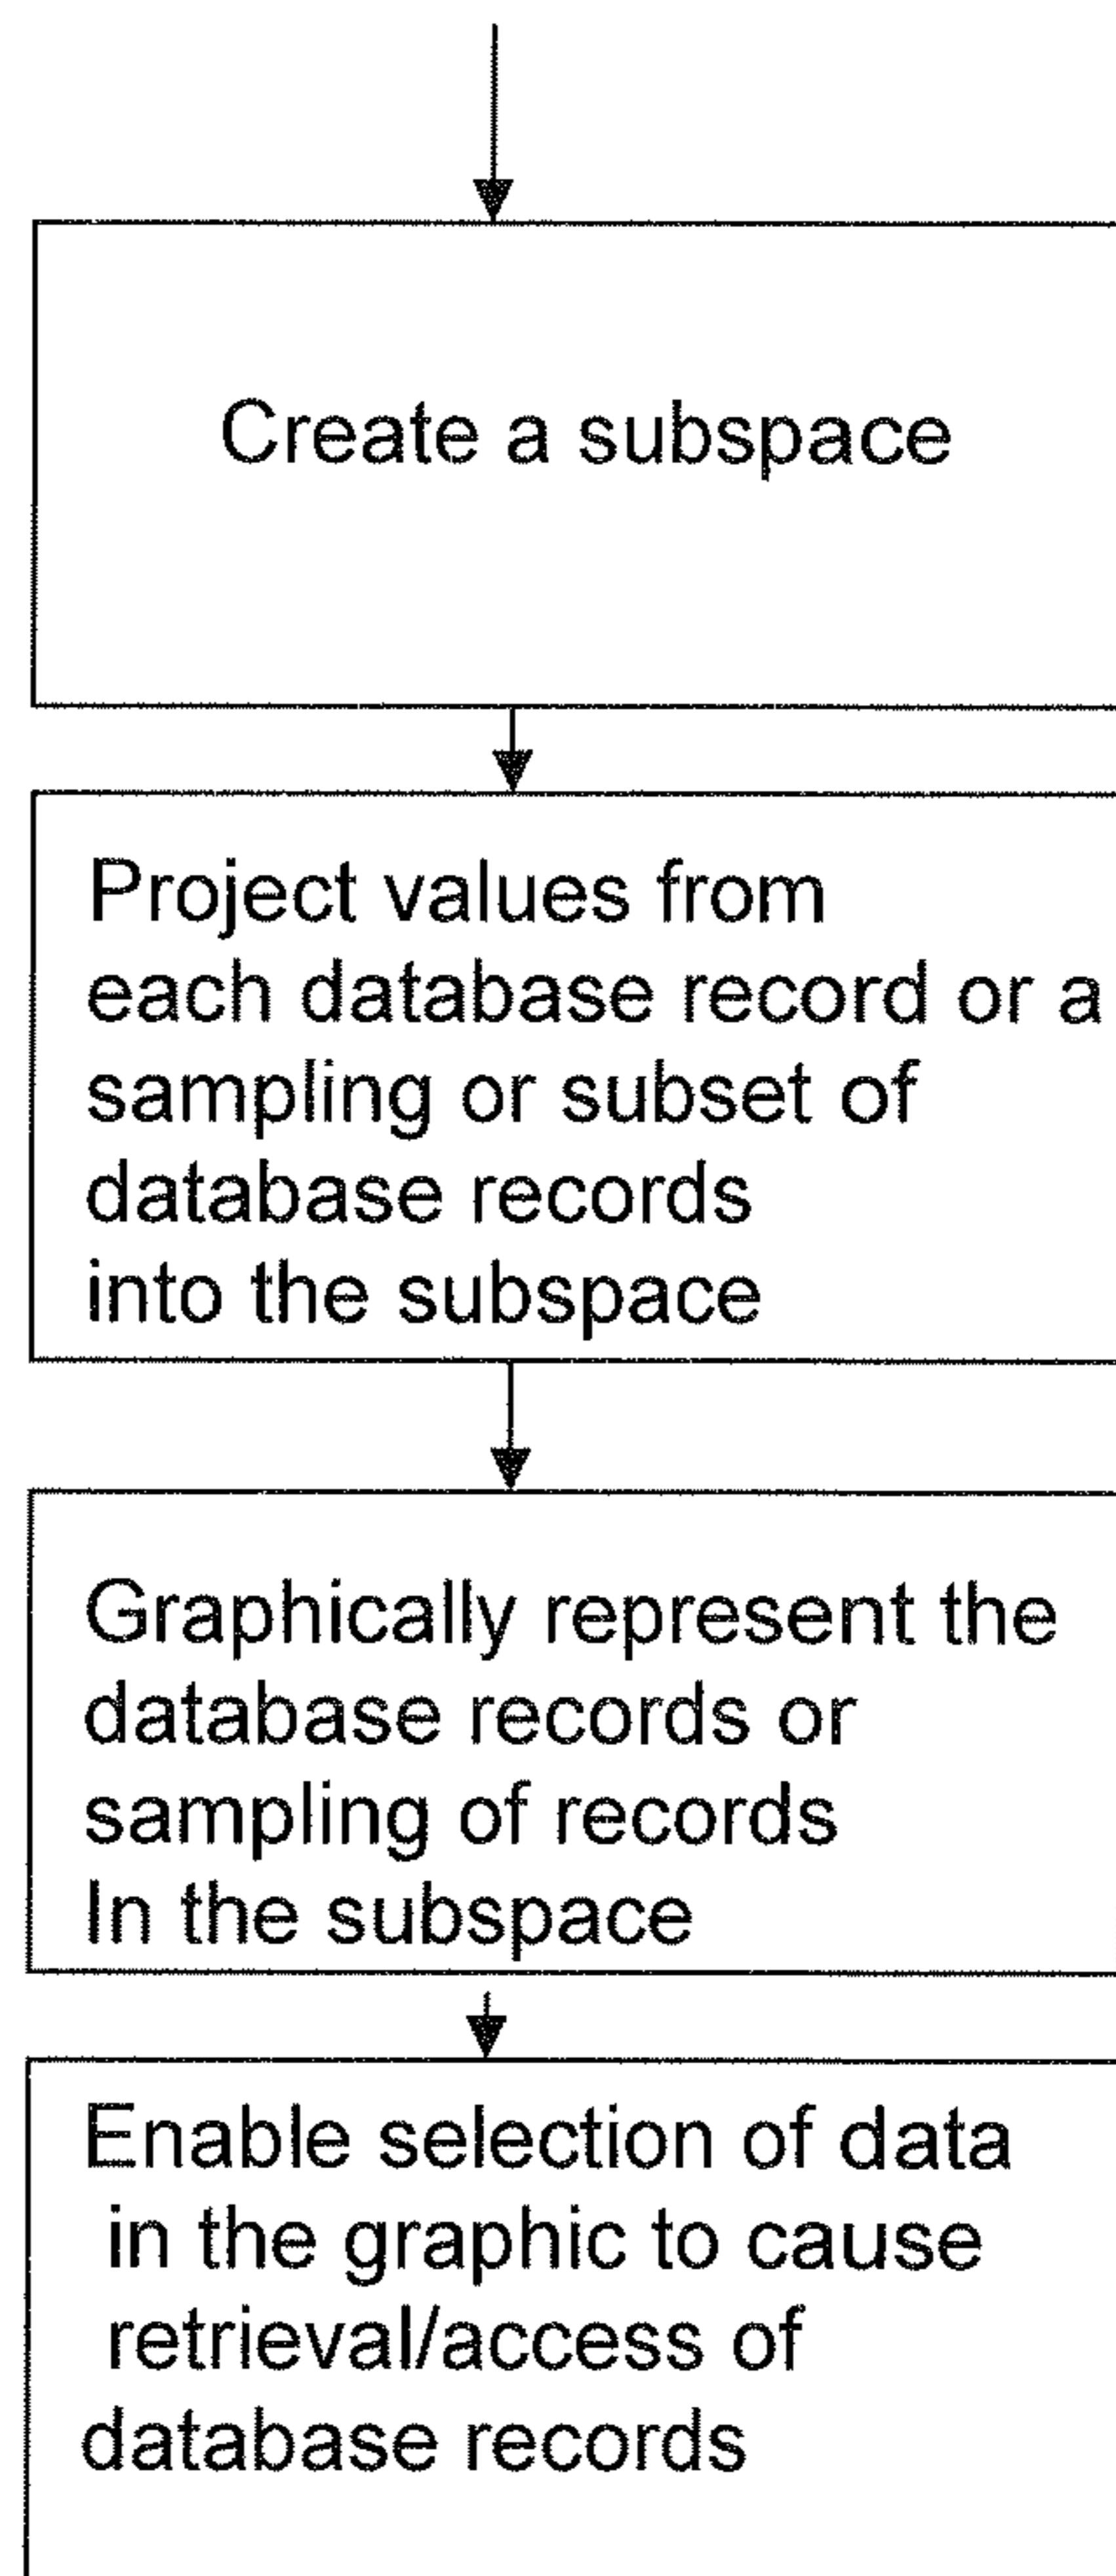 Create a subspace
Project values from
each database record or a
sampling or subset of
database records
into the subspace
Graphically represent the
database records or
sampling of records
In the subspace
Enable selection of data
in the graphic to cause
retrieval/access of
database records